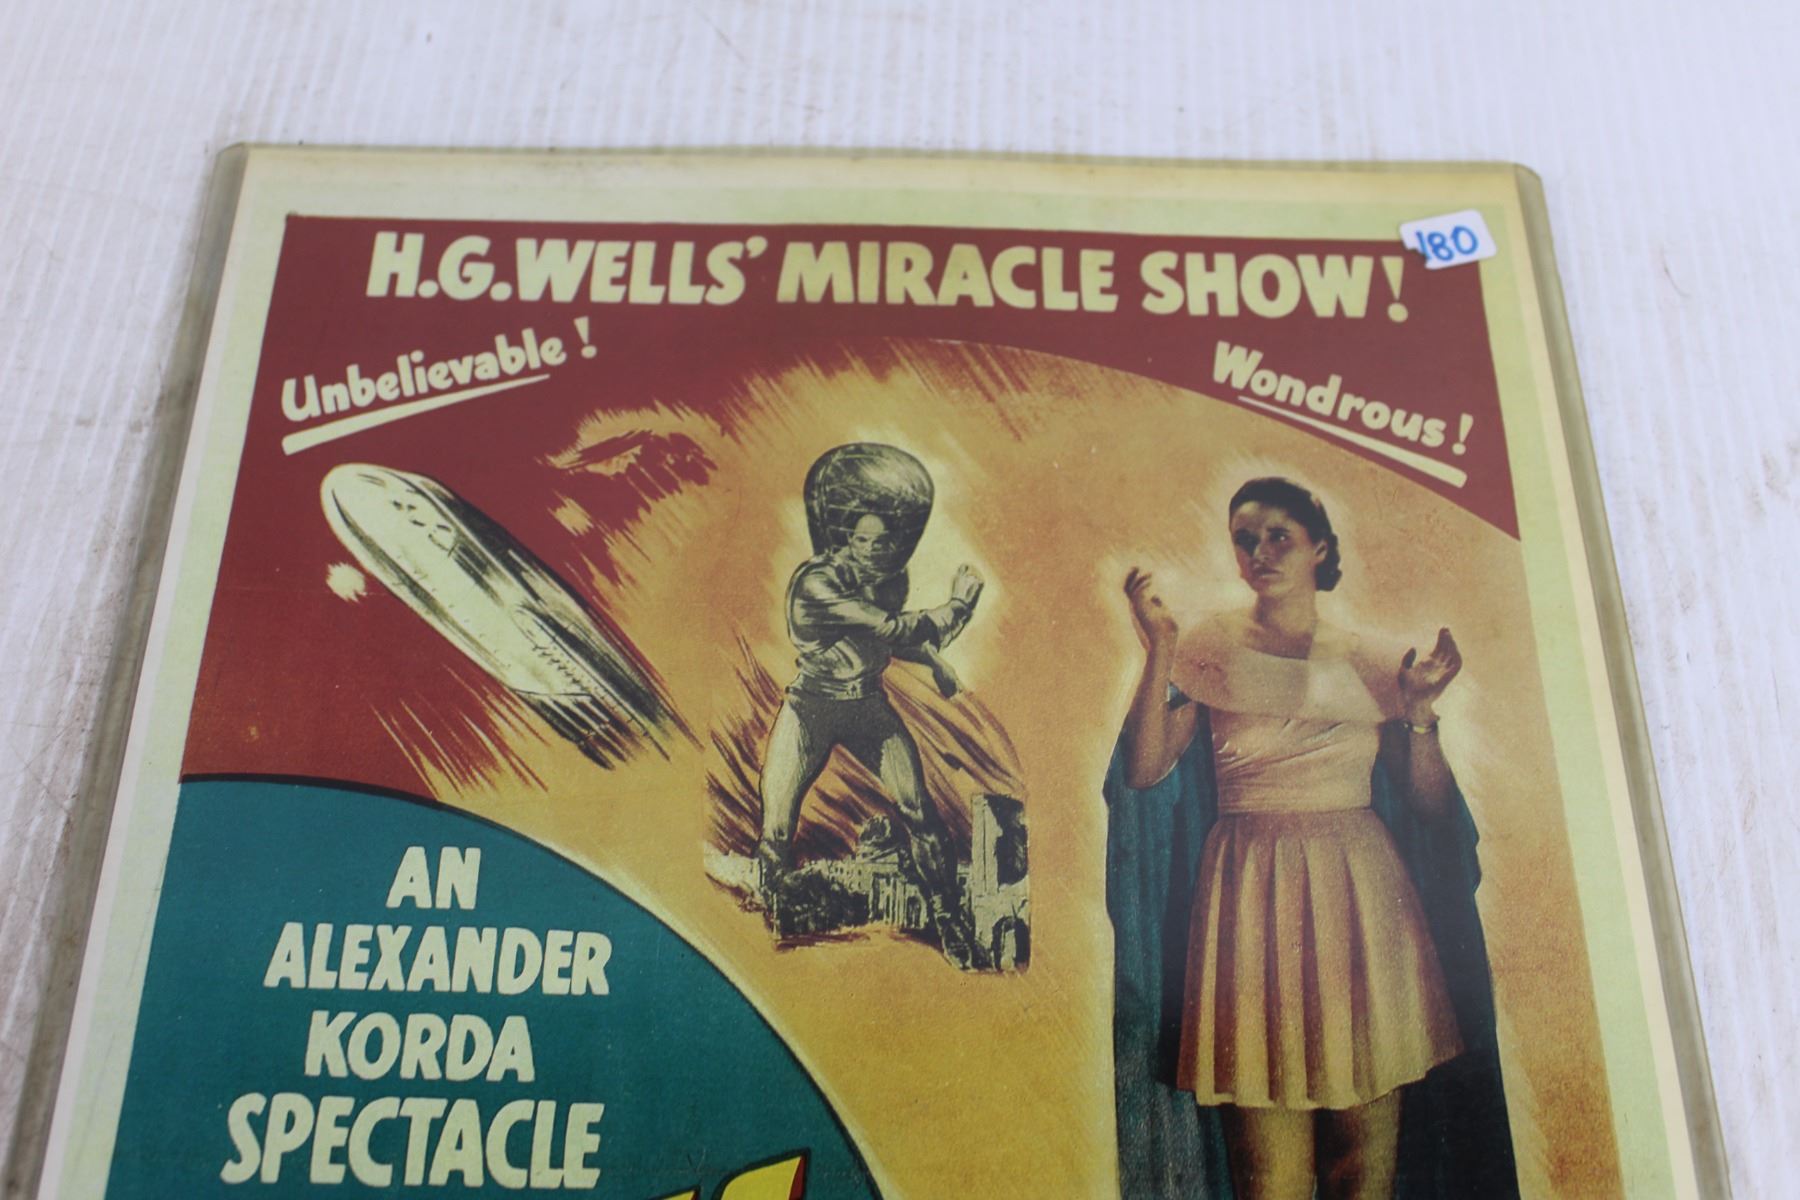 H.G.WELLS' MIRACLE SHOW!
180
Unbelievable!
Wondrous!
AN
ALEXANDER
KORDA
SPECTACLE